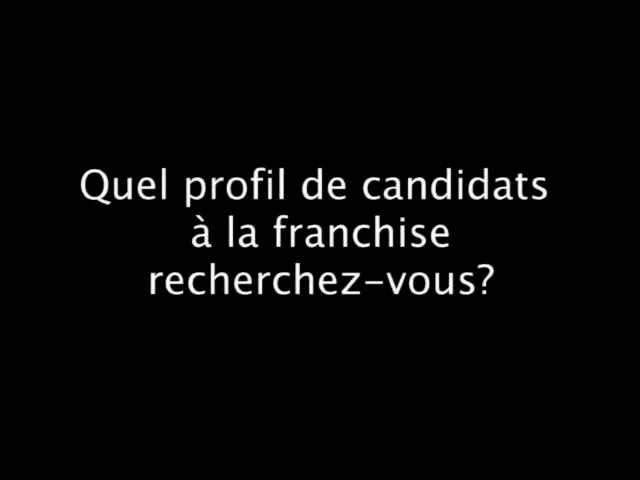 Quel profil de candidats
à la franchise
recherchez-vous?